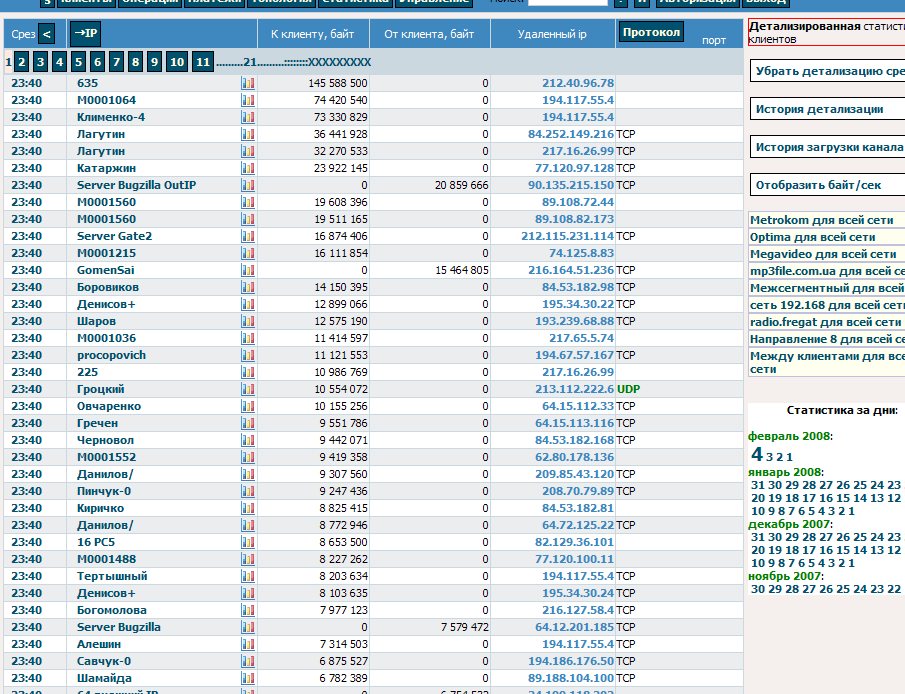 Клиенты Операции Платежи Топология Статистика Управление Авторизация Выход
Срез < →IP К клиенту, байт От клиента, байт Удаленный ip Протокол порт
1 2 3 4 5 6 7 8 9 10 11 .........21.........::::::::XXXXXXXXXX
23:40 635 145 588 500 0 212.40.96.78
23:40 M0001064 74 420 540 0 194.117.55.4
23:40 Клименко-4 73 330 829 0 194.117.55.4
23:40 Лагутин 36 441 928 0 84.252.149.216 TCP
23:40 Лагутин 32 270 533 0 217.16.26.99 TCP
23:40 Катаржин 23 922 145 0 77.120.97.128 TCP
23:40 Server Bugzilla OutIP 0 20 859 666 90.135.215.150 TCP
23:40 M0001560 19 608 396 0 89.108.72.44
23:40 M0001560 19 511 165 0 89.108.82.173
23:40 Server Gate2 16 874 406 0 212.115.231.114 TCP
23:40 M0001215 16 111 854 0 74.125.8.83
23:40 GomenSai 0 15 464 805 216.164.51.236 TCP
23:40 Боровиков 14 150 395 0 84.53.182.98 TCP
23:40 Денисов+ 12 899 066 0 195.34.30.22 TCP
23:40 Шаров 12 575 190 0 193.239.68.88 TCP
23:40 M0001036 11 414 597 0 217.65.5.74
23:40 procopovich 11 121 553 0 194.67.57.167 TCP
23:40 225 10 986 769 0 217.16.26.99
23:40 Гроцкий 10 554 072 0 213.112.222.6 UDP
23:40 Овчаренко 10 155 256 0 64.15.112.33 TCP
23:40 Гречен 9 551 786 0 64.15.113.116 TCP
23:40 Черновол 9 442 071 0 84.53.182.168 TCP
23:40 M0001552 9 419 358 0 62.80.178.136
23:40 Данилов/ 9 307 560 0 209.85.43.120 TCP
23:40 Пинчук-0 9 247 436 0 208.70.79.89 TCP
23:40 Киричко 8 825 415 0 84.53.182.81
23:40 Данилов/ 8 772 946 0 64.72.125.22 TCP
23:40 16 PC5 8 653 500 0 82.129.36.101
23:40 M0001488 8 227 262 0 77.120.100.11
23:40 Тертышный 8 203 634 0 194.117.55.4 TCP
23:40 Денисов+ 8 103 635 0 195.34.30.24 TCP
23:40 Богомолова 7 977 123 0 216.127.58.4 TCP
23:40 Server Bugzilla 0 7 579 472 64.12.201.185 TCP
23:40 Алешин 7 314 503 0 194.117.55.4 TCP
23:40 Савчук-0 6 875 527 0 194.186.176.50 TCP
23:40 Шамайда 6 782 389 0 89.188.104.100 TCP
Детализированная статисти
клиентов
Убрать детализацию сре
История детализации
История загрузки канала
Отобразить байт/сек
Metrokom для всей сети
Optima для всей сети
Megavideo для всей сети
mp3file.com.ua для всей се
Межсегментный для всей
сеть 192.168 для всей сети
radio.fregat для всей сети
Направление 8 для всей се
Между клиентами для все
сети
Статистика за дни:
февраль 2008:
4 3 2 1
январь 2008:
31 30 29 28 27 26 25 24 23
20 19 18 17 16 15 14 13 12
10 9 8 7 6 5 4 3 2 1
декабрь 2007:
31 30 29 28 27 26 25 24 23
20 19 18 17 16 15 14 13 12
10 9 8 7 6 5 4 3 2 1
ноябрь 2007:
30 29 28 27 26 25 24 23 22